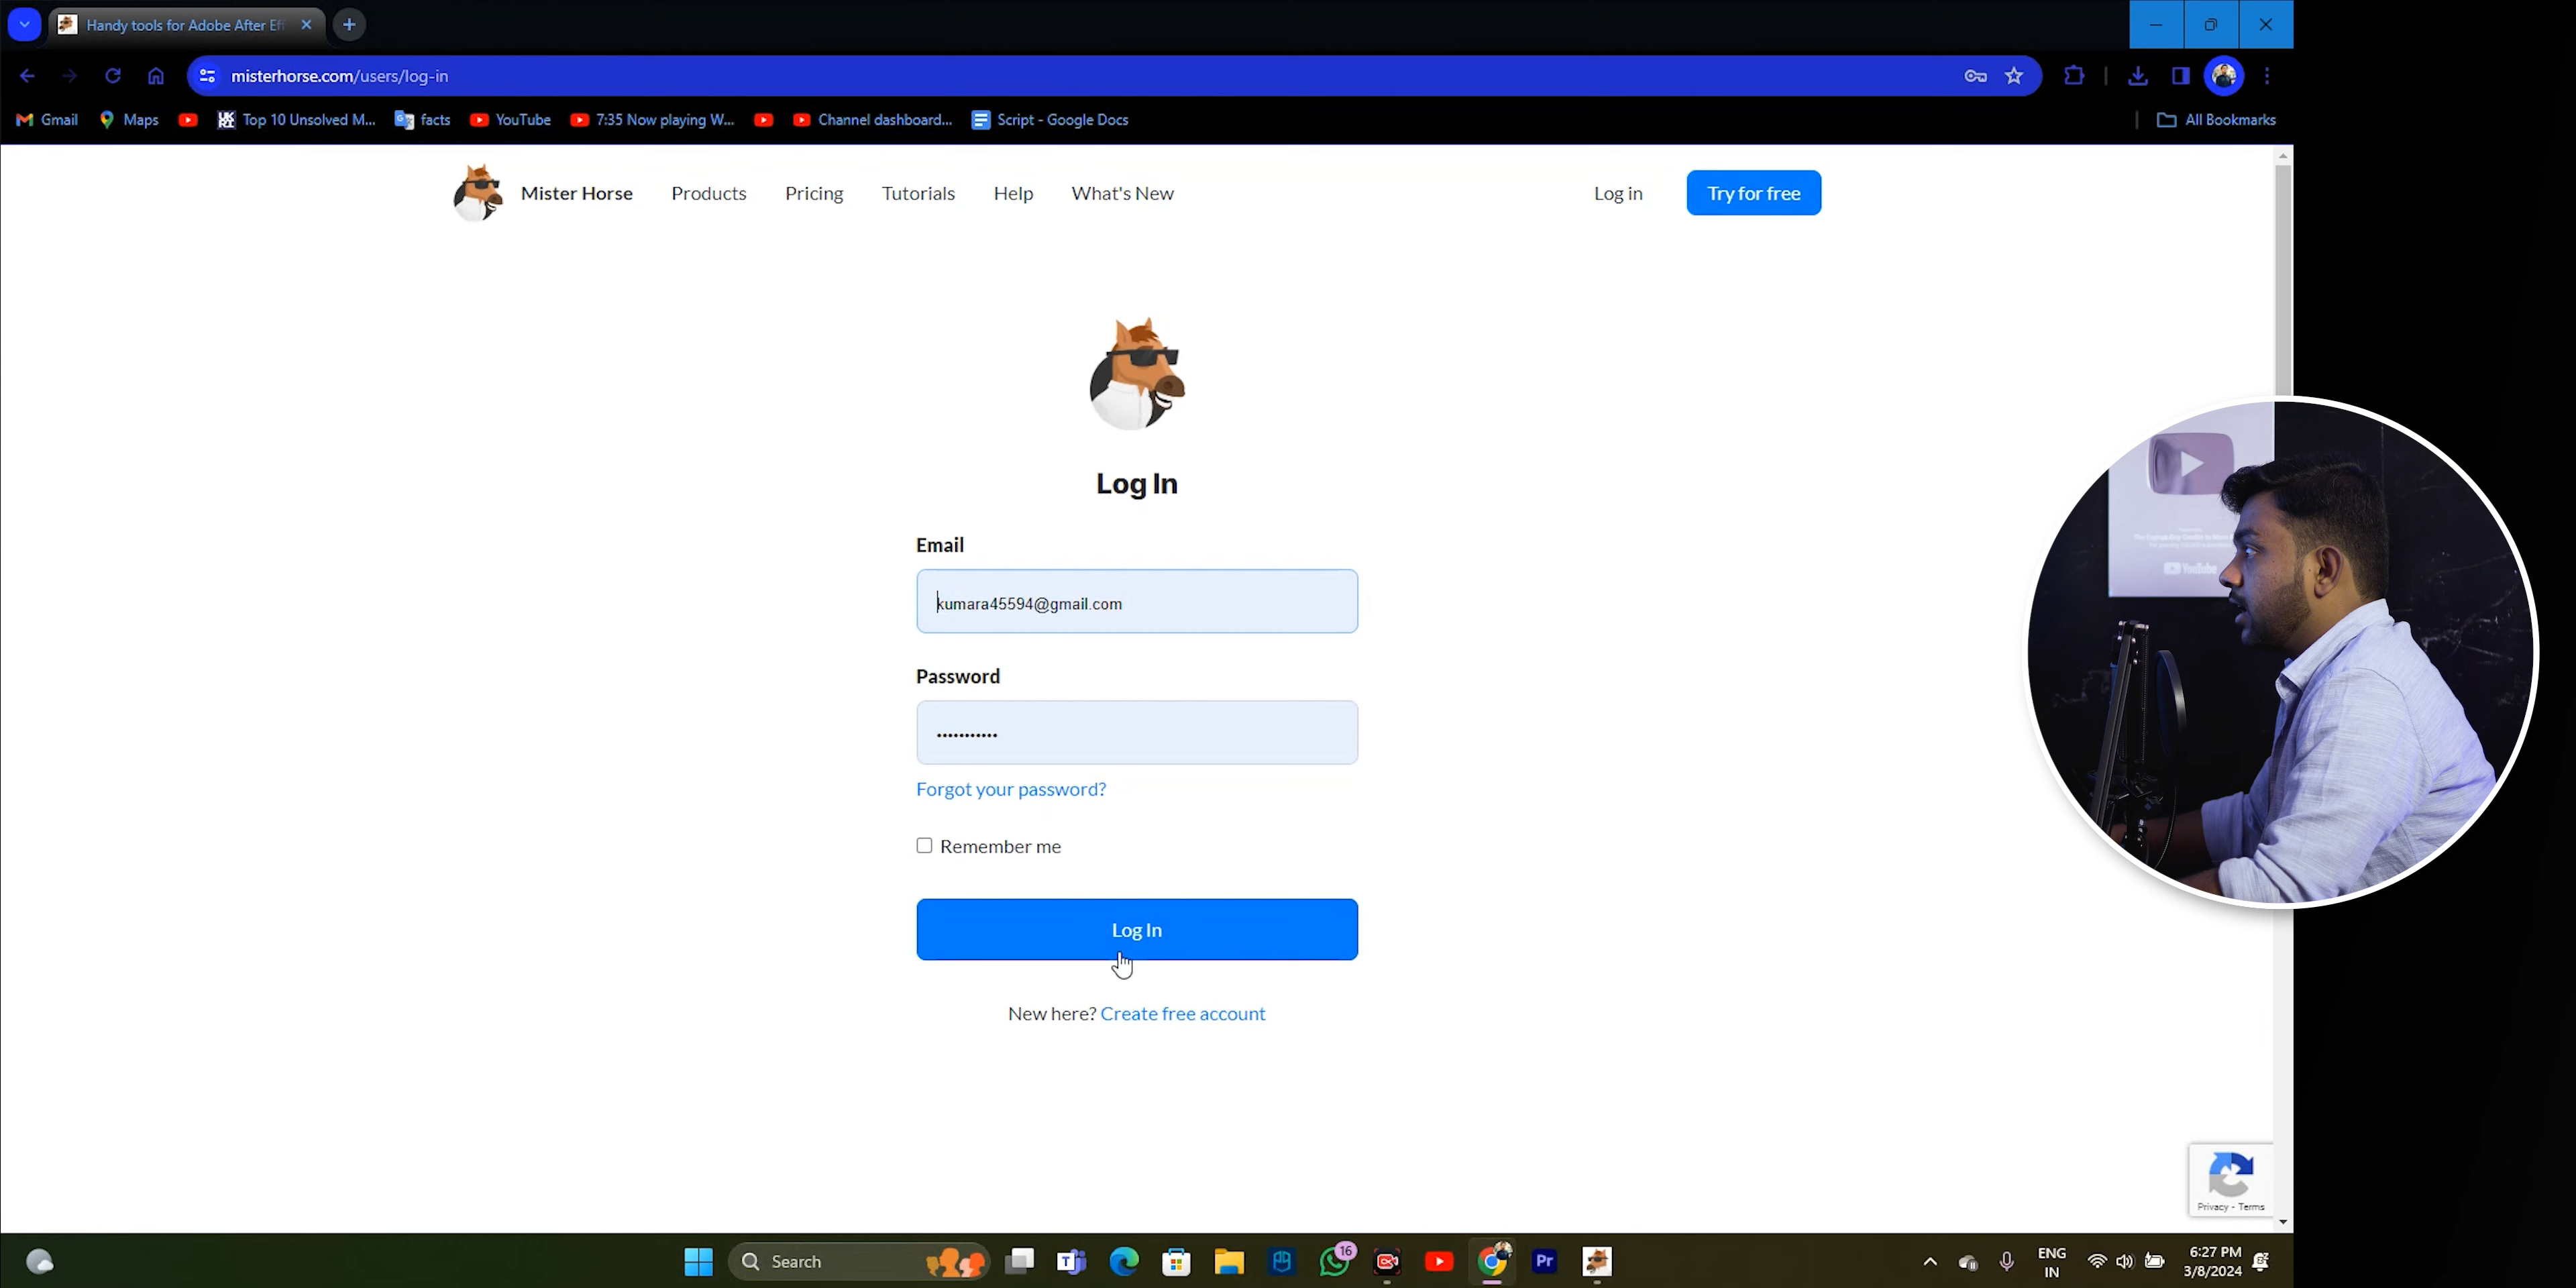 Handy tools for Adobe After Eff
misterhorse.com/users/log-in
Gmail
Maps
Top 10 Unsolved M...
facts
YouTube
7:35 Now playing W...
Channel dashboard...
Script - Google Docs
All Bookmarks
Mister Horse
Products
Pricing
Tutorials
Help
What's New
Log in
Try for free
Log In
Email
kumara45594@gmail.com
Password
Forgot your password?
Remember me
Log In
New here? Create free account
YouTube
Privacy - Terms
Search
16
Pr
ENG
IN
6:27 PM
3/8/2024